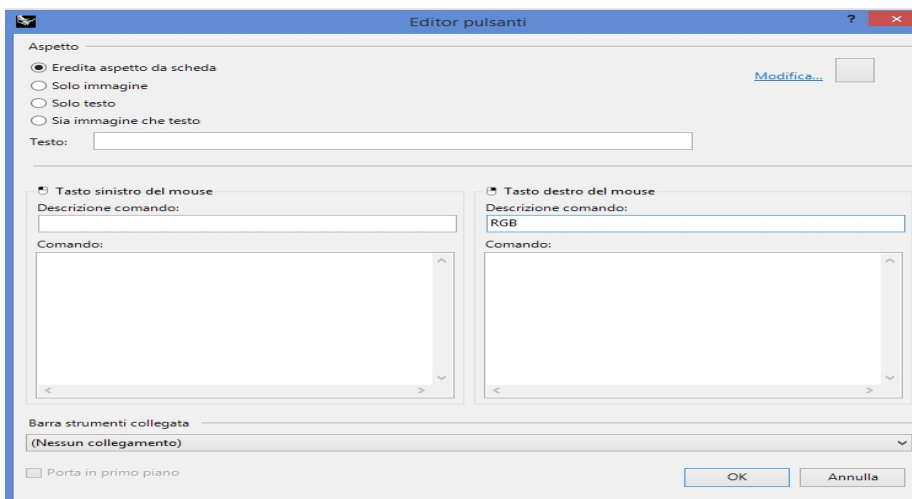 Editor pulsanti
Aspetto
Eredita aspetto da scheda
Modifica...
Solo immagine
Solo testo
Sia immagine che testo
Testo:
Tasto sinistro del mouse
Descrizione comando:
Comando:
Tasto destro del mouse
Descrizione comando:
RGB
Comando:
Barra strumenti collegata
(Nessun collegamento)
Porta in primo piano
OK
Annulla